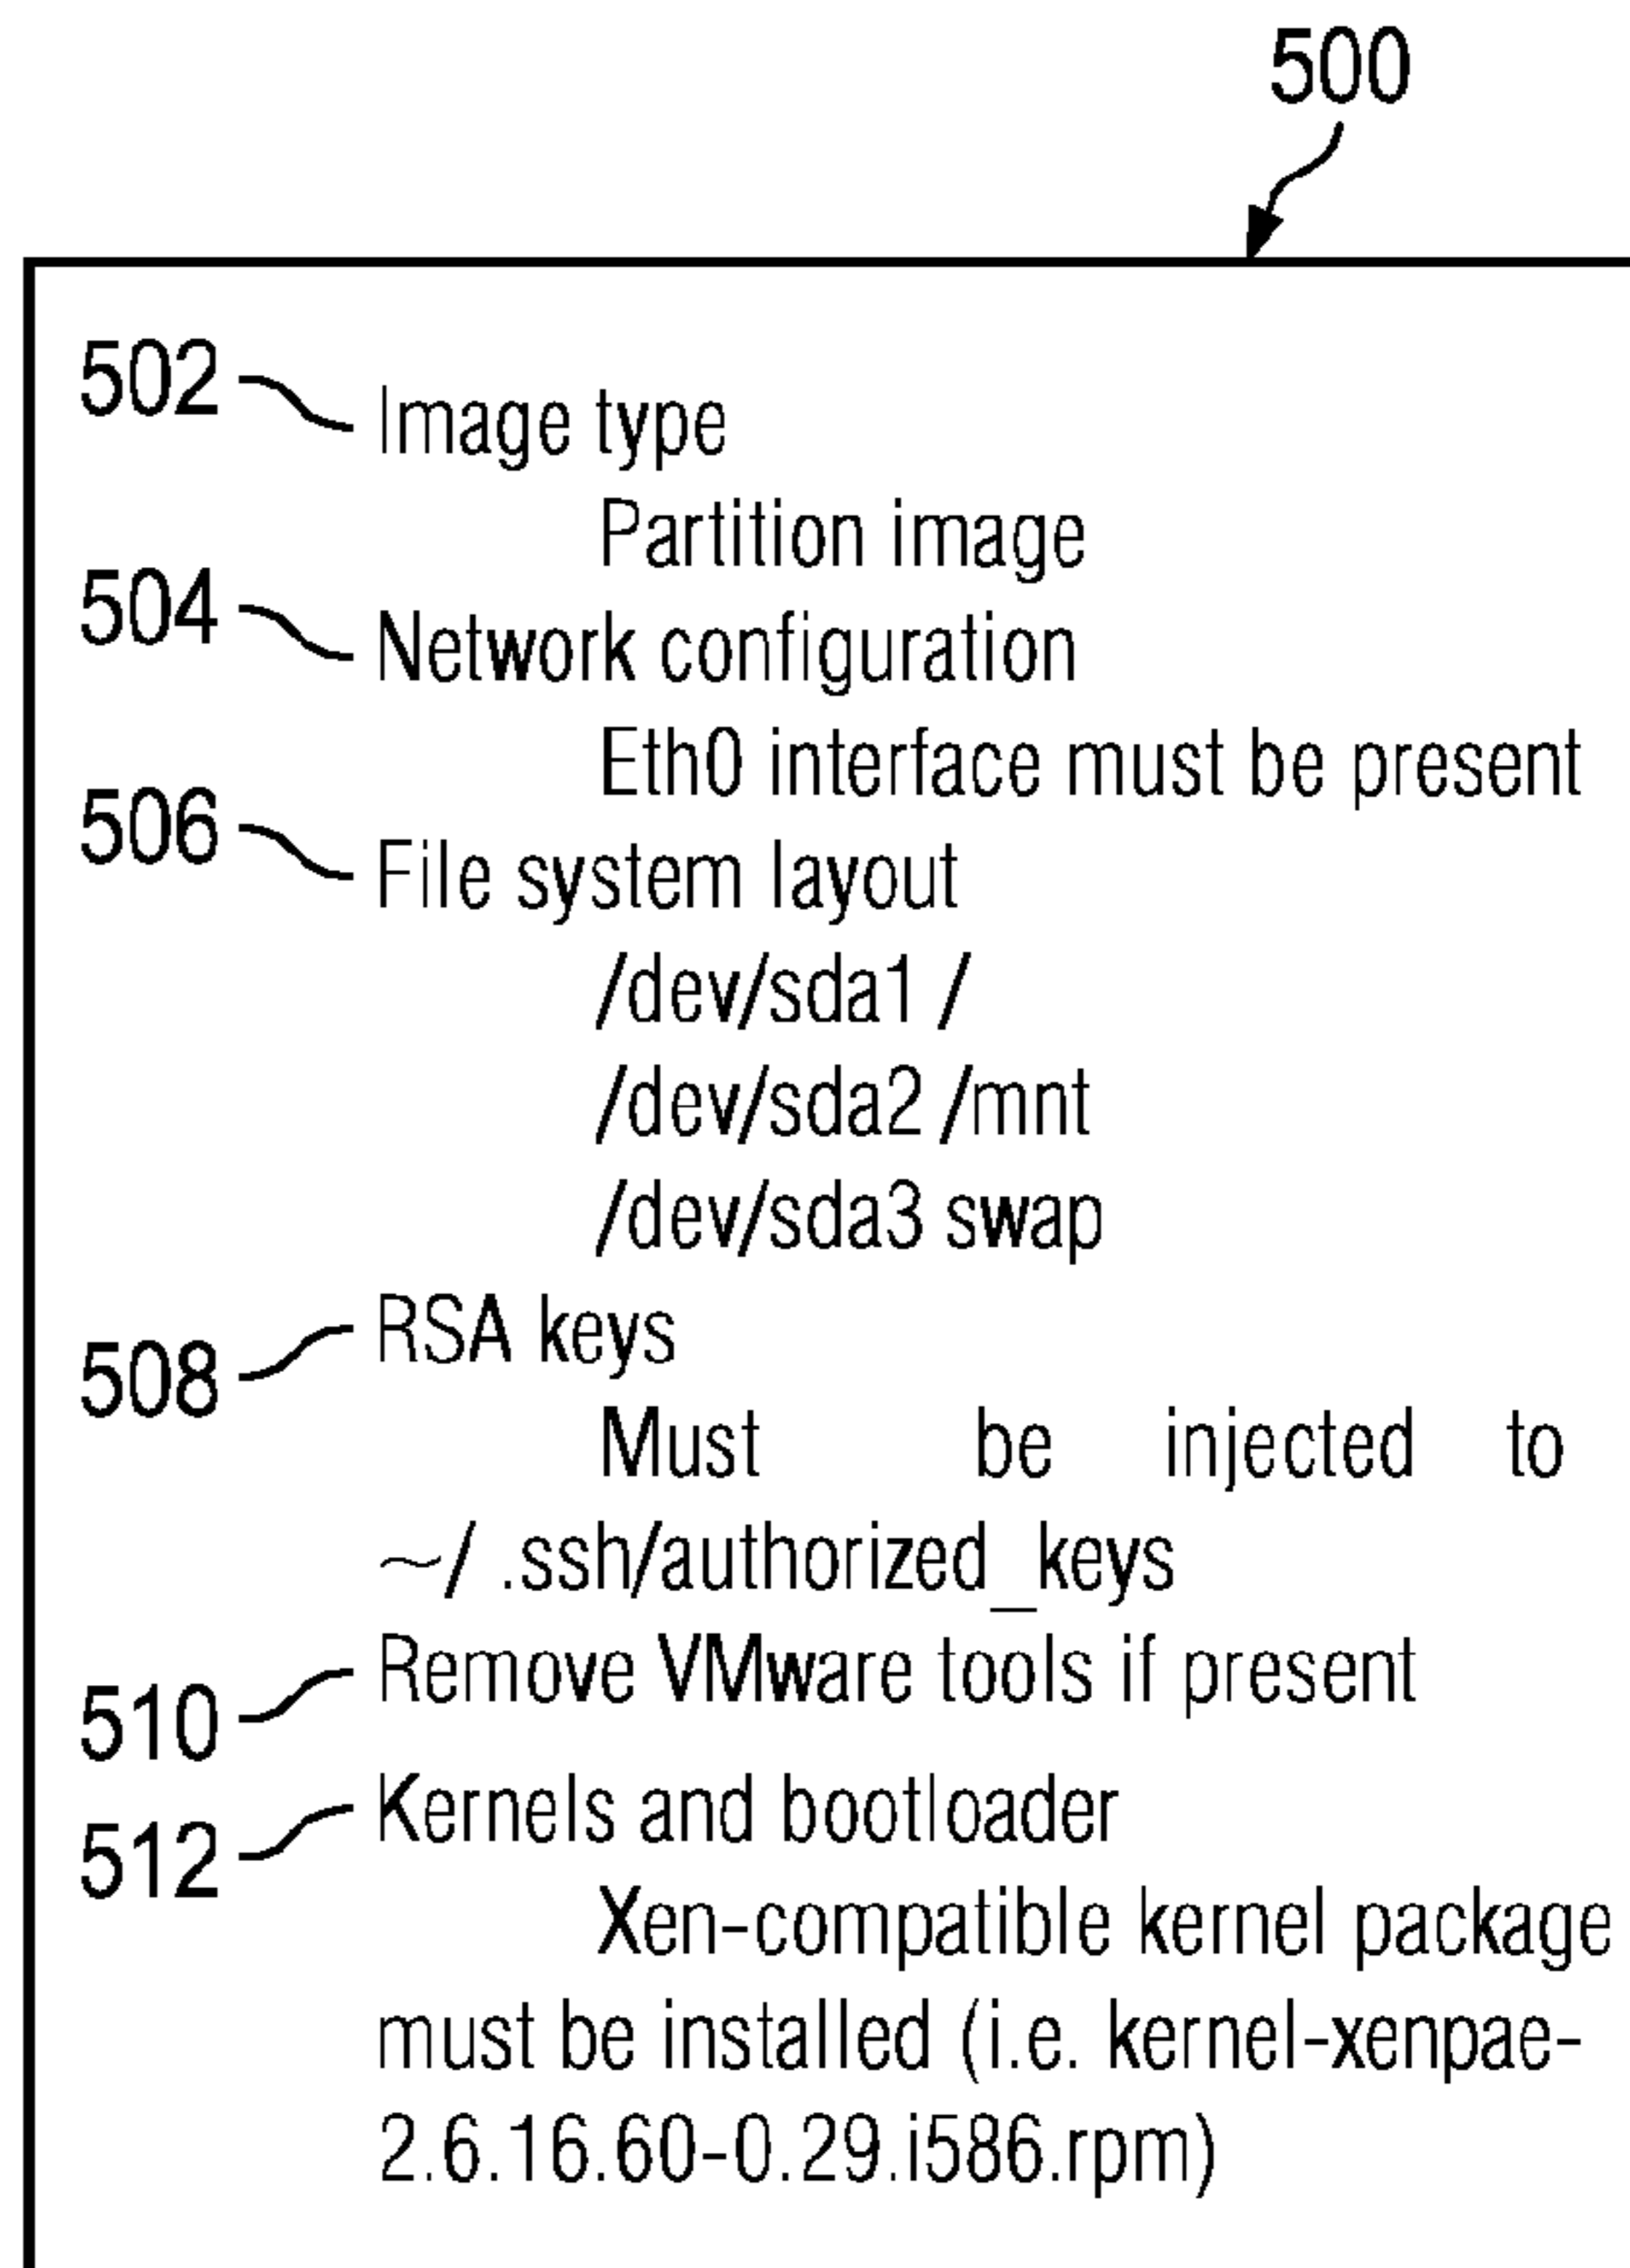 500
502 Image type
Partition image
504 Network configuration
Eth0 interface must be present
506 File system layout
/dev/sda1 /
/dev/sda2 /mnt
/dev/sda3 swap
508 RSA keys
Must be injected to
~/ .ssh/authorized_keys
510 Remove VMware tools if present
512 Kernels and bootloader
Xen-compatible kernel package
must be installed (i.e. kernel-xenpae-
2.6.16.60-0.29.i586.rpm)